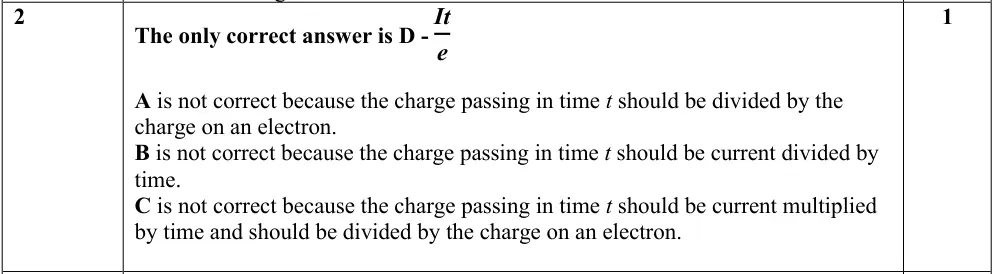 2
The only correct answer is D - It/e
1
A is not correct because the charge passing in time t should be divided by the
charge on an electron.
B is not correct because the charge passing in time t should be current divided by
time.
C is not correct because the charge passing in time t should be current multiplied
by time and should be divided by the charge on an electron.